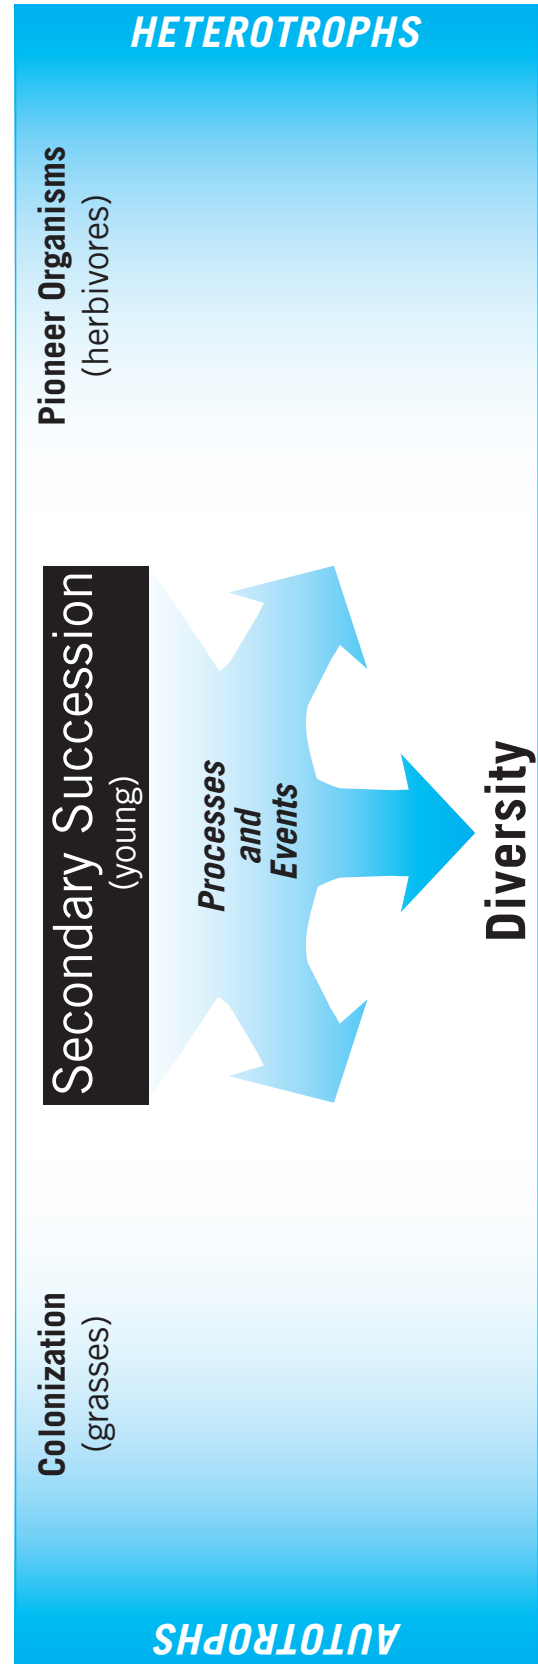 HETEROTROPHS
Pioneer Organisms
(herbivores)
Secondary Succession
(young)
Processes
and
Events
Diversity
Colonization
(grasses)
AUTOTROPHS